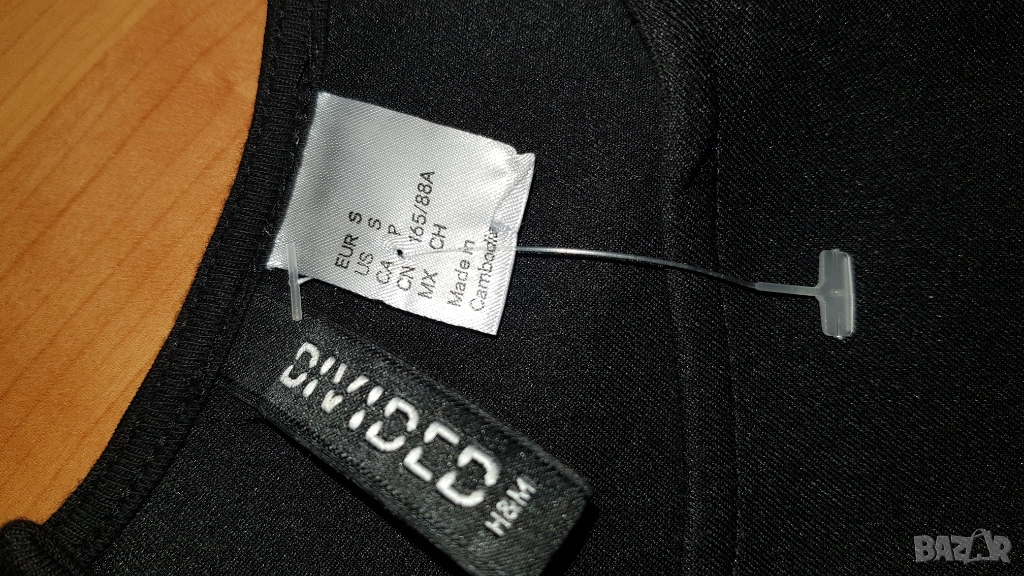 EUR S
US S
CA P
CN 165/88A
MX CH
Made in
Cambodia
DIVIDED
H&M
BAZAR